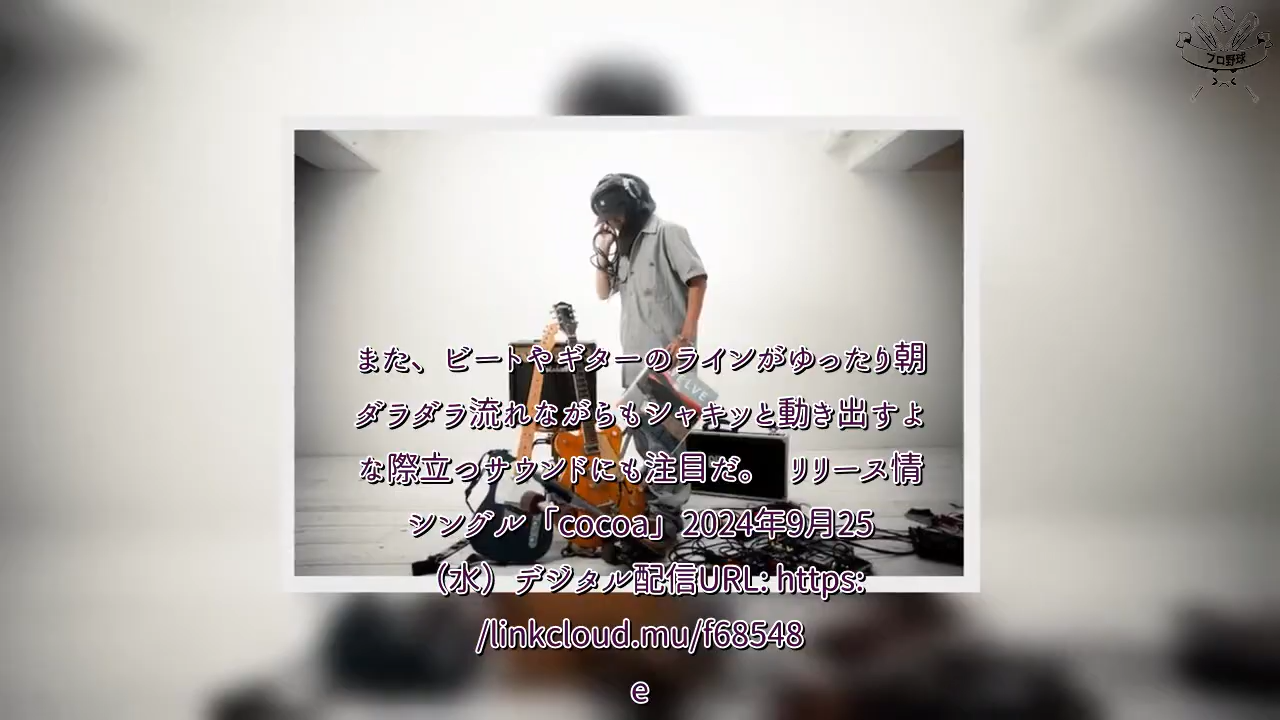 プロ野球
また、ビートやギターのラインがゆったり朝
ダラダラ流れながらもシャキッと動き出すよ
な際立つサウンドにも注目だ。 リリース情
シングル「cocoa」2024年9月25
（水）デジタル配信URL: https:
/linkcloud.mu/f68548
e